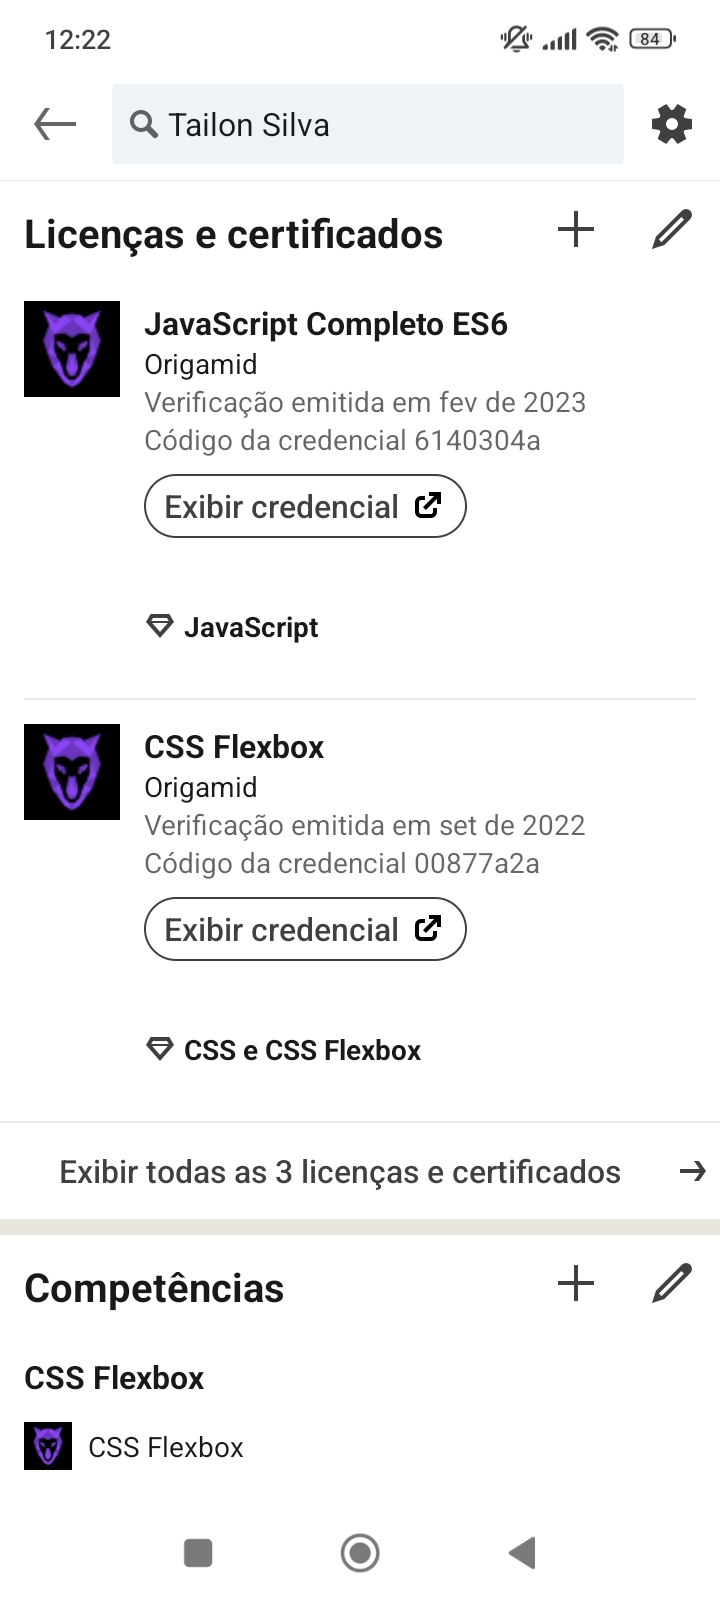 12:22
84
Tailon Silva
Licenças e certificados
JavaScript Completo ES6
Origamid
Verificação emitida em fev de 2023
Código da credencial 6140304a
Exibir credencial
JavaScript
CSS Flexbox
Origamid
Verificação emitida em set de 2022
Código da credencial 00877a2a
Exibir credencial
CSS e CSS Flexbox
Exibir todas as 3 licenças e certificados
Competências
CSS Flexbox
CSS Flexbox